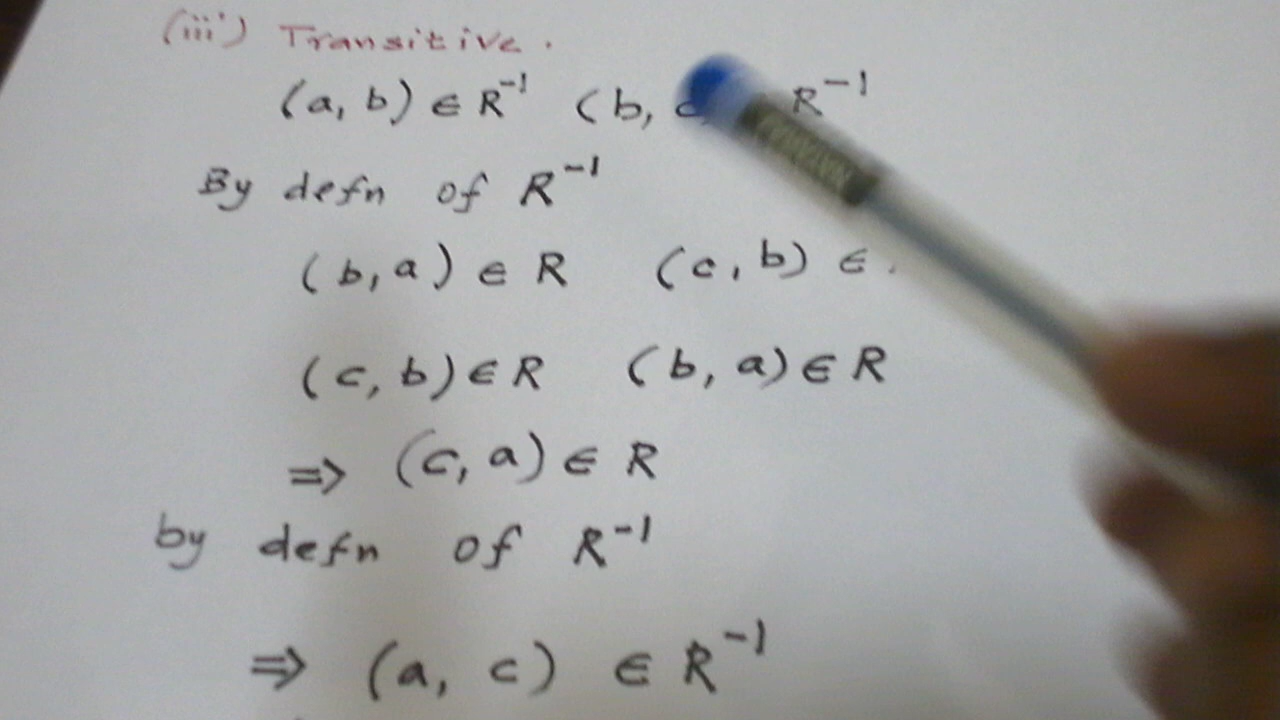 (iii) Transitive.
(a, b) ∈ R⁻¹ (b, R⁻¹
By defn of R⁻¹
(b, a) ∈ R (c, b) ∈
(c, b) ∈ R (b, a) ∈ R
⇒ (c, a) ∈ R
by defn of R⁻¹
⇒ (a, c) ∈ R⁻¹